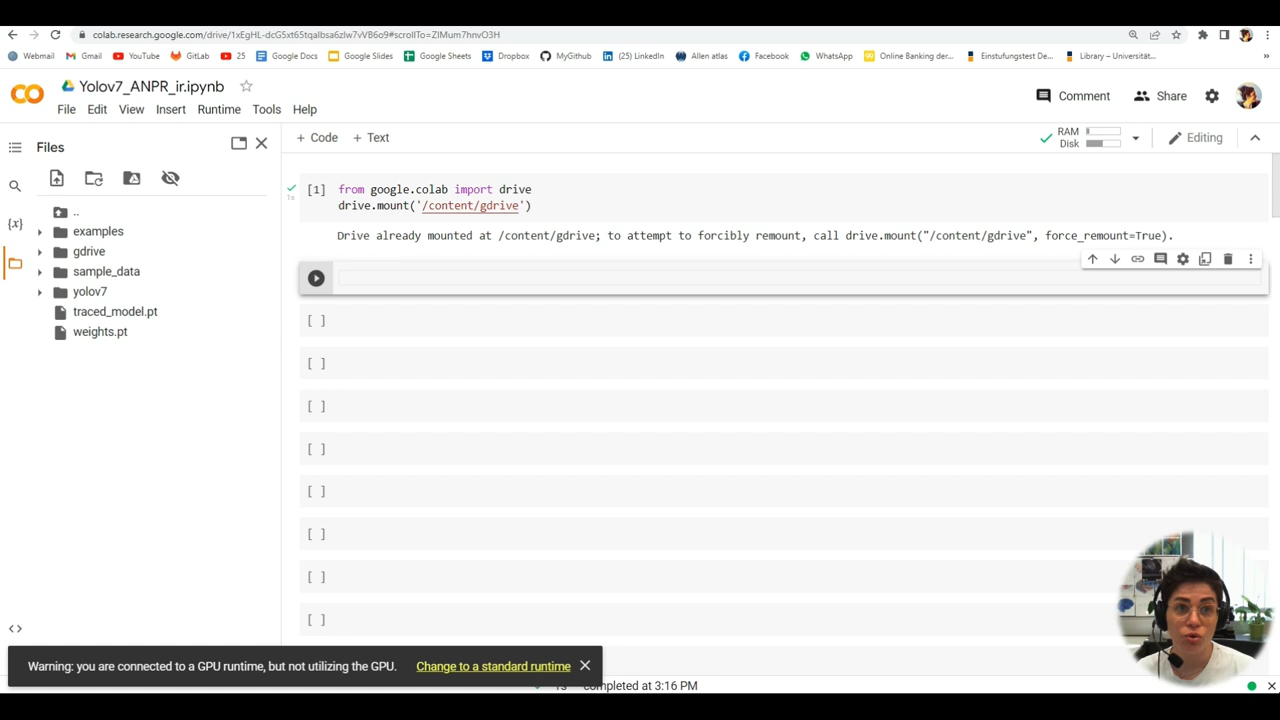 colab.research.google.com/drive/1xEgHL-dcG5xt65tqaIbsa6zlw7vVB6o9#scrollTo=ZIMum7hnvO3H
Webmail Gmail YouTube GitLab 25 Google Docs Google Slides Google Sheets Dropbox MyGithub (25) LinkedIn Allen atlas Facebook WhatsApp Online Banking der... Einstufungstest De... Library – Universität... »
Yolov7_ANPR_ir.ipynb
Comment Share
File Edit View Insert Runtime Tools Help
Files
+ Code + Text
RAM
Disk
Editing
..
examples
gdrive
sample_data
yolov7
traced_model.pt
weights.pt
{x}
<>
[1] from google.colab import drive
1s
drive.mount('/content/gdrive')
Drive already mounted at /content/gdrive; to attempt to forcibly remount, call drive.mount("/content/gdrive", force_remount=True).
[ ]
[ ]
[ ]
[ ]
[ ]
[ ]
[ ]
[ ]
Warning: you are connected to a GPU runtime, but not utilizing the GPU. Change to a standard runtime
1s completed at 3:16 PM